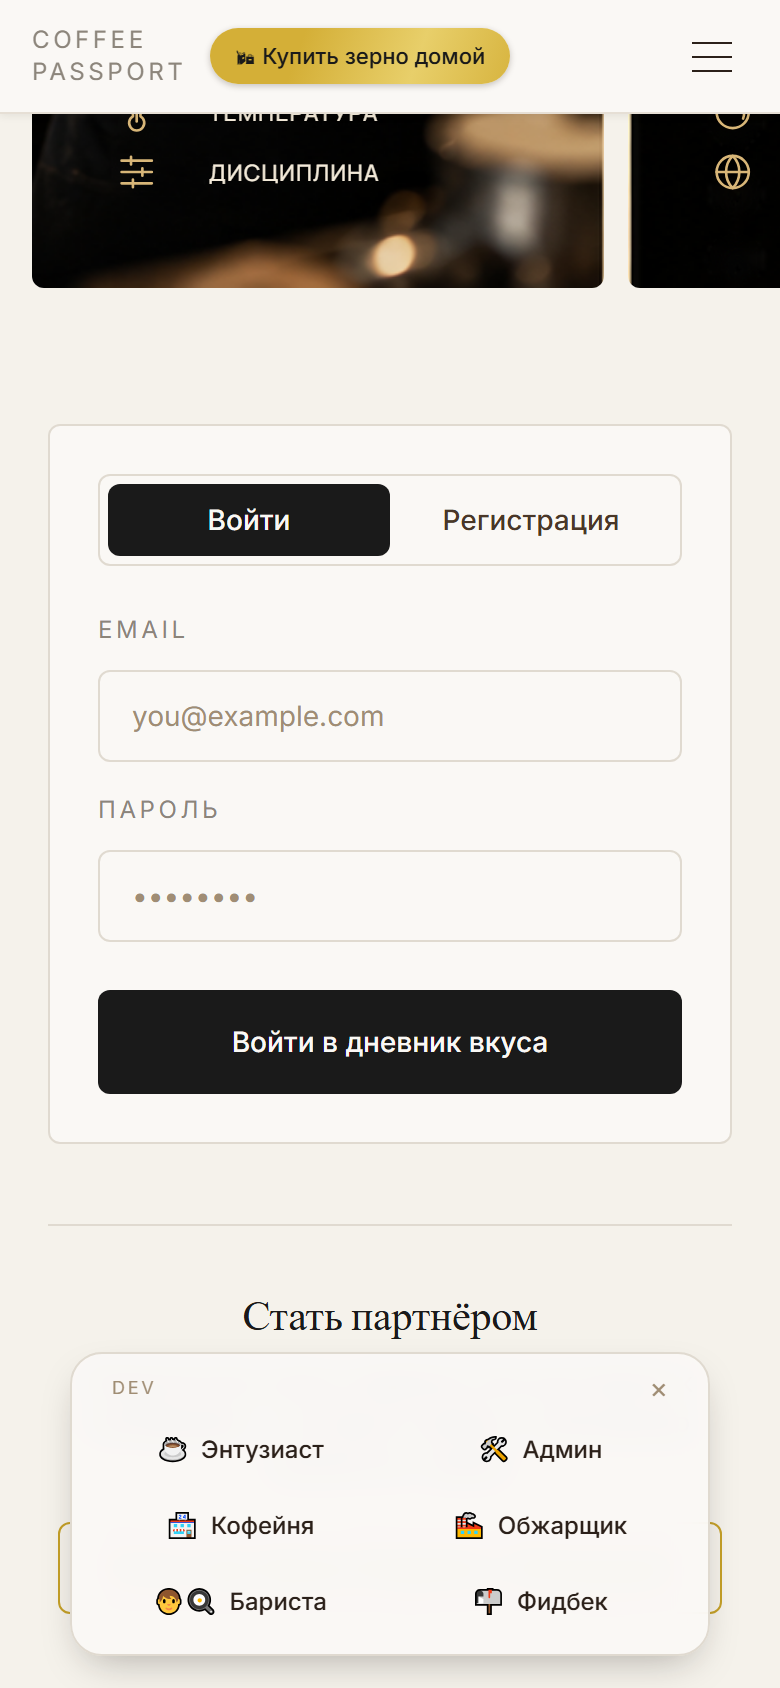 COFFEE
PASSPORT
Купить зерно домой
ТЕМПЕРАТУРА
ДИСЦИПЛИНА
Войти
Регистрация
EMAIL
you@example.com
ПАРОЛЬ
••••••••
Войти в дневник вкуса
Стать партнёром
DEV
×
Энтузиаст
Админ
Кофейня
Обжарщик
Бариста
Фидбек